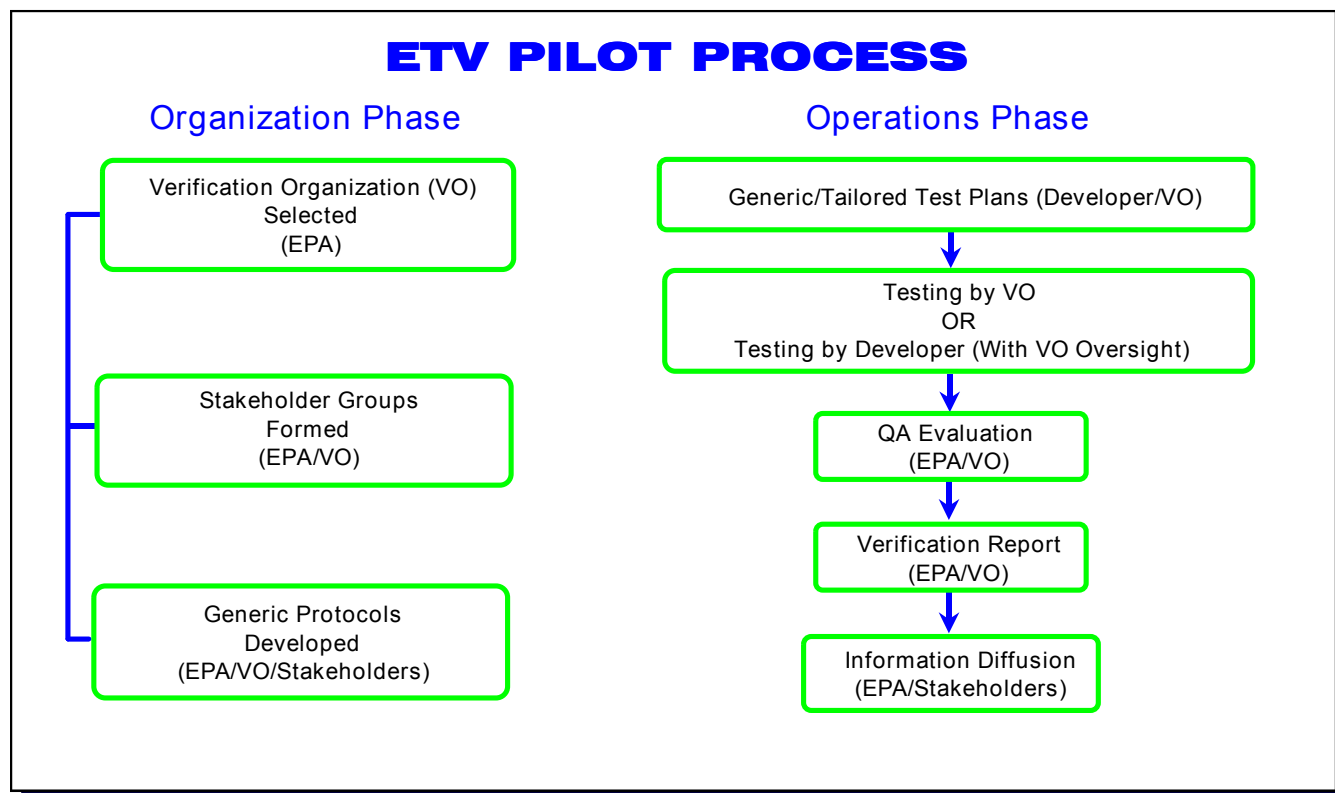 ETV PILOT PROCESS
Organization Phase
Verification Organization (VO)
Selected
(EPA)
Stakeholder Groups
Formed
(EPA/VO)
Generic Protocols
Developed
(EPA/VO/Stakeholders)
Operations Phase
Generic/Tailored Test Plans (Developer/VO)
Testing by VO
OR
Testing by Developer (With VO Oversight)
QA Evaluation
(EPA/VO)
Verification Report
(EPA/VO)
Information Diffusion
(EPA/Stakeholders)